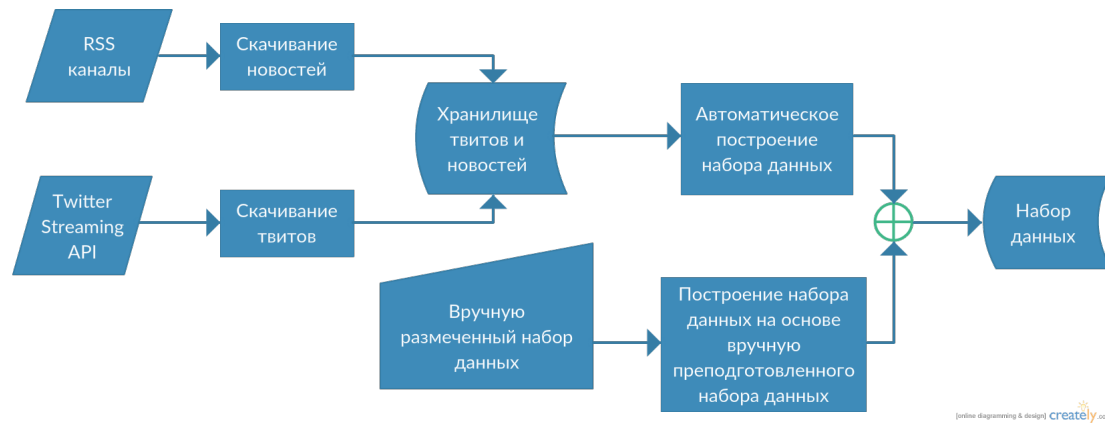 RSS
каналы
Скачивание
новостей
Хранилище
твитов и
новостей
Автоматическое
построение
набора данных
Twitter
Streaming
API
Скачивание
твитов
Набор
данных
Вручную
размеченный набор
данных
Построение набора
данных на основе
вручную
преподготовленного
набора данных
[online diagramming & design] creately.co